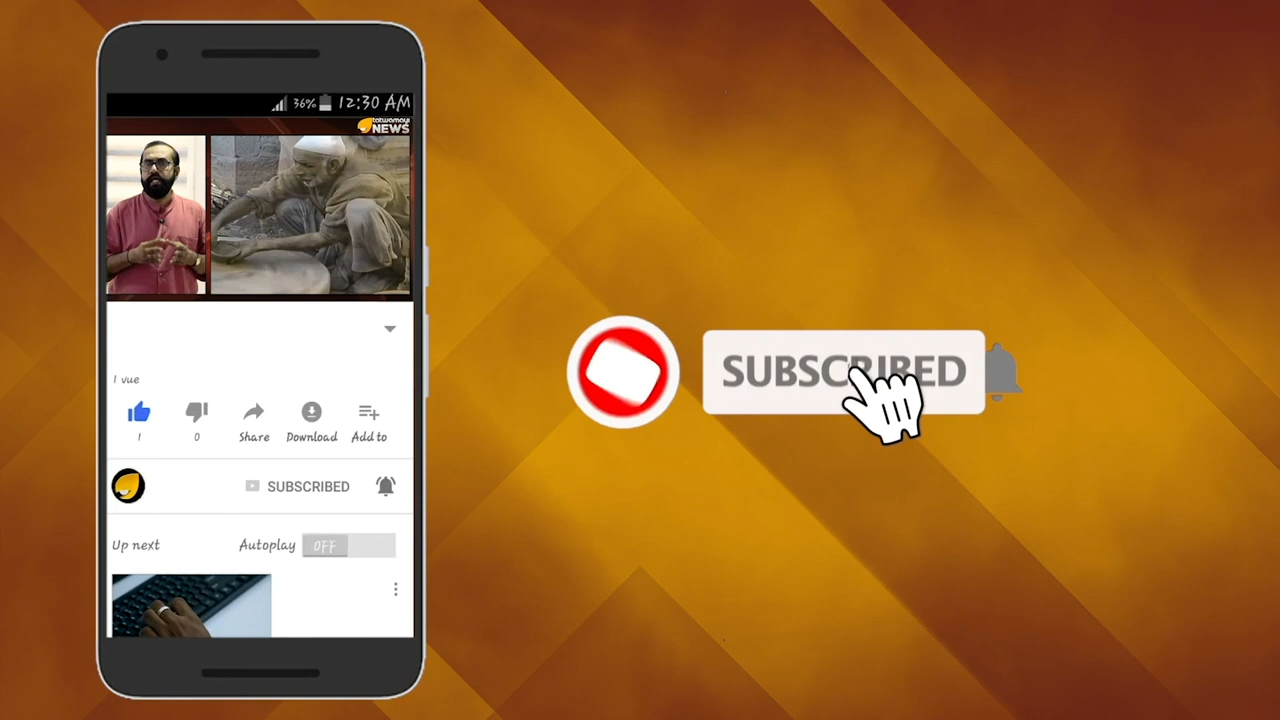 36% 12:30 AM
tatwamayi
NEWS
1 vue
1
0
Share
Download
Add to
SUBSCRIBED
Up next
Autoplay
OFF
SUBSCRIBED